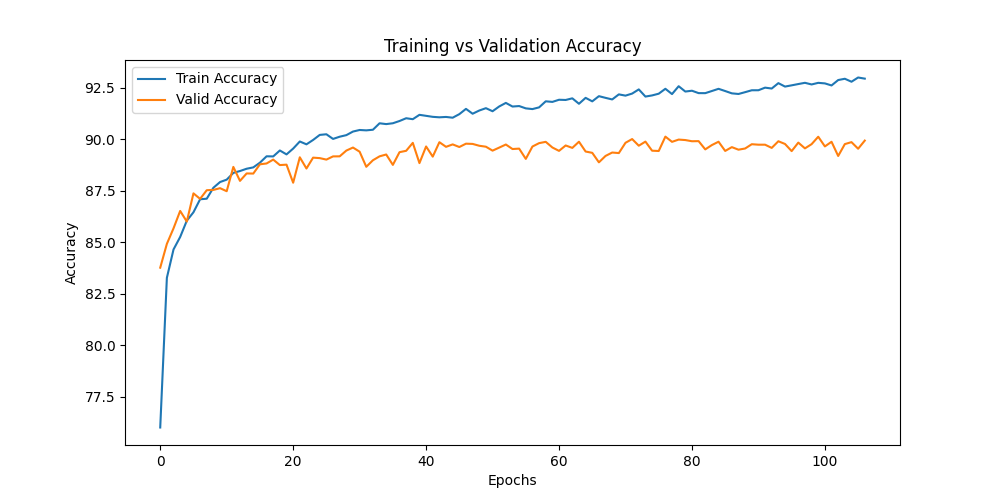 Training vs Validation Accuracy
Train Accuracy
Valid Accuracy
92.5
90.0
87.5
85.0
82.5
80.0
77.5
Accuracy
0 20 40 60 80 100
Epochs